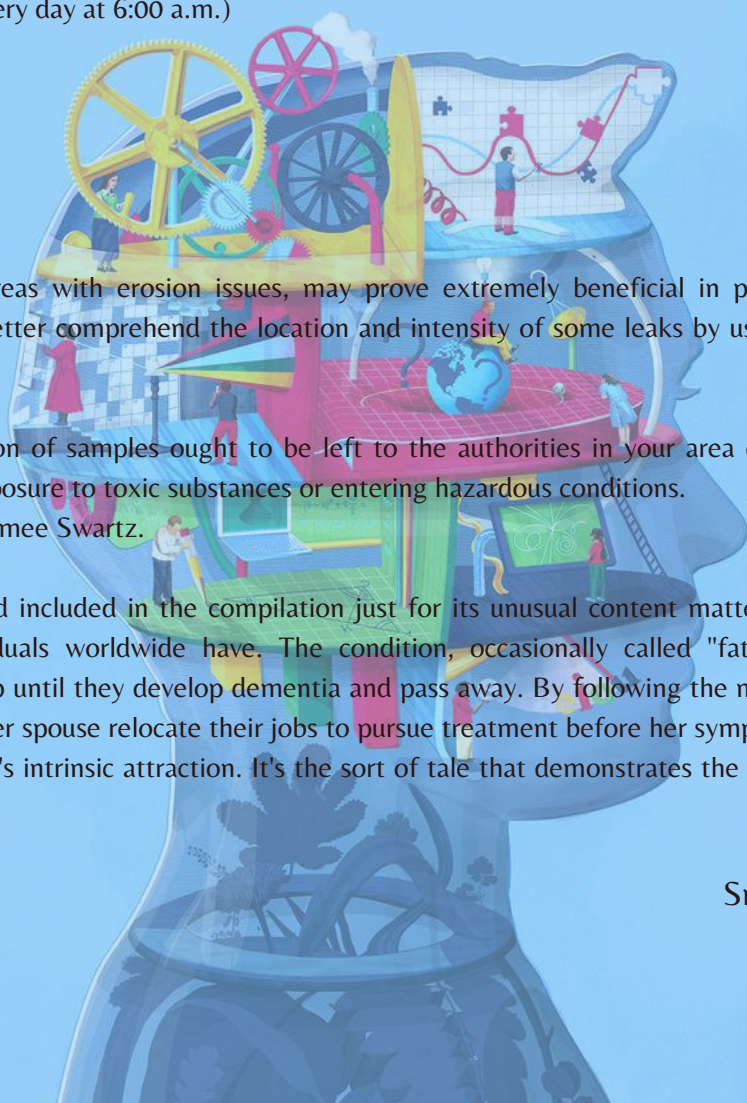 ery day at 6:00 a.m.)
reas with erosion issues, may prove extremely beneficial in p
etter comprehend the location and intensity of some leaks by us
on of samples ought to be left to the authorities in your area
posure to toxic substances or entering hazardous conditions.
mee Swartz.
d included in the compilation just for its unusual content matte
duals worldwide have. The condition, occasionally called "fat
p until they develop dementia and pass away. By following the m
er spouse relocate their jobs to pursue treatment before her symp
's intrinsic attraction. It's the sort of tale that demonstrates the
Sr